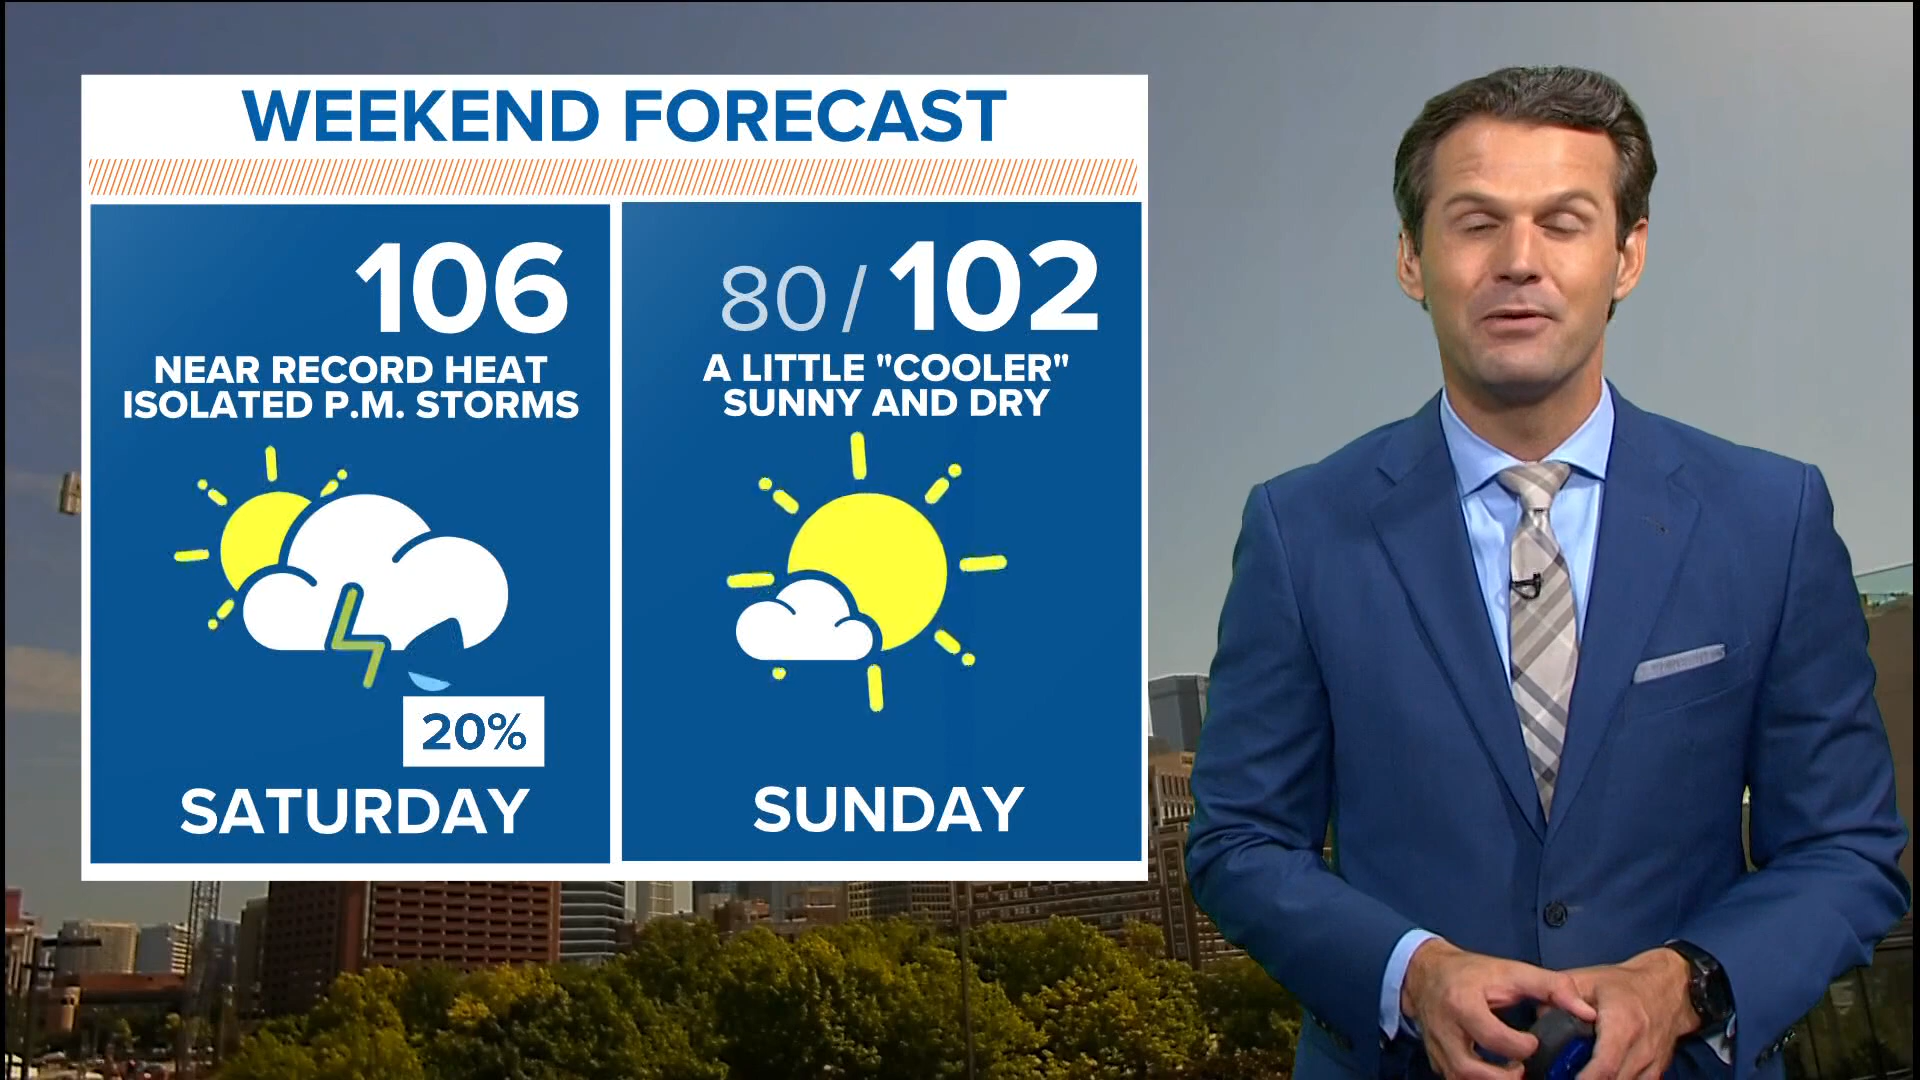 WEEKEND FORECAST
106
NEAR RECORD HEAT
ISOLATED P.M. STORMS
20%
SATURDAY
80/102
A LITTLE "COOLER"
SUNNY AND DRY
SUNDAY